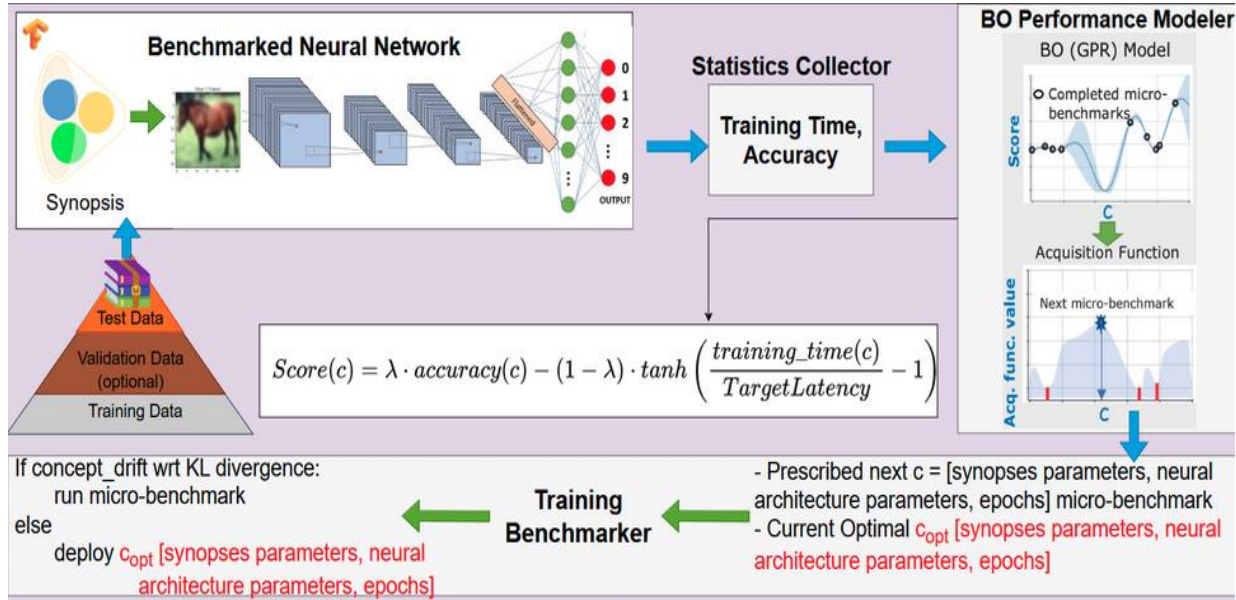 Benchmarked Neural Network
Synopsis
Flattened
0
1
2
9
OUTPUT
Statistics Collector
Training Time,
Accuracy
BO Performance Modeler
BO (GPR) Model
Completed micro-
benchmarks
Score
C
Acquisition Function
Next micro-benchmark
Acq. func. value
C
Test Data
Validation Data
(optional)
Training Data
Score(c) = λ · accuracy(c) − (1 − λ) · tanh ( training_time(c) / TargetLatency − 1 )
- Prescribed next c = [synopses parameters, neural
architecture parameters, epochs] micro-benchmark
- Current Optimal c_opt [synopses parameters, neural
architecture parameters, epochs]
Training
Benchmarker
If concept_drift wrt KL divergence:
run micro-benchmark
else
deploy c_opt [synopses parameters, neural
architecture parameters, epochs]